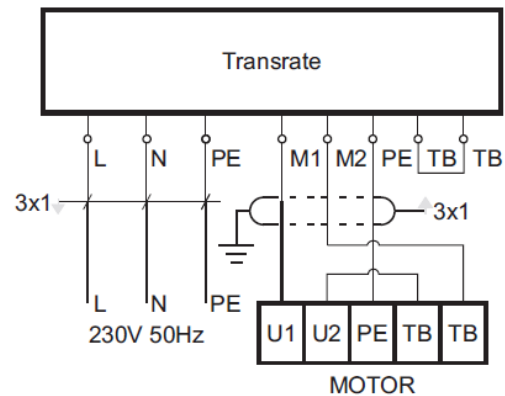 Transrate
L N PE M1 M2 PE TB TB
3x1 3x1
L N PE
230V 50Hz
U1 U2 PE TB TB
MOTOR